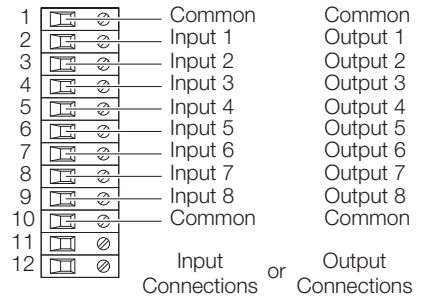 1 Common Common
2 Input 1 Output 1
3 Input 2 Output 2
4 Input 3 Output 3
5 Input 4 Output 4
6 Input 5 Output 5
7 Input 6 Output 6
8 Input 7 Output 7
9 Input 8 Output 8
10 Common Common
11
12
Input Connections or Output Connections